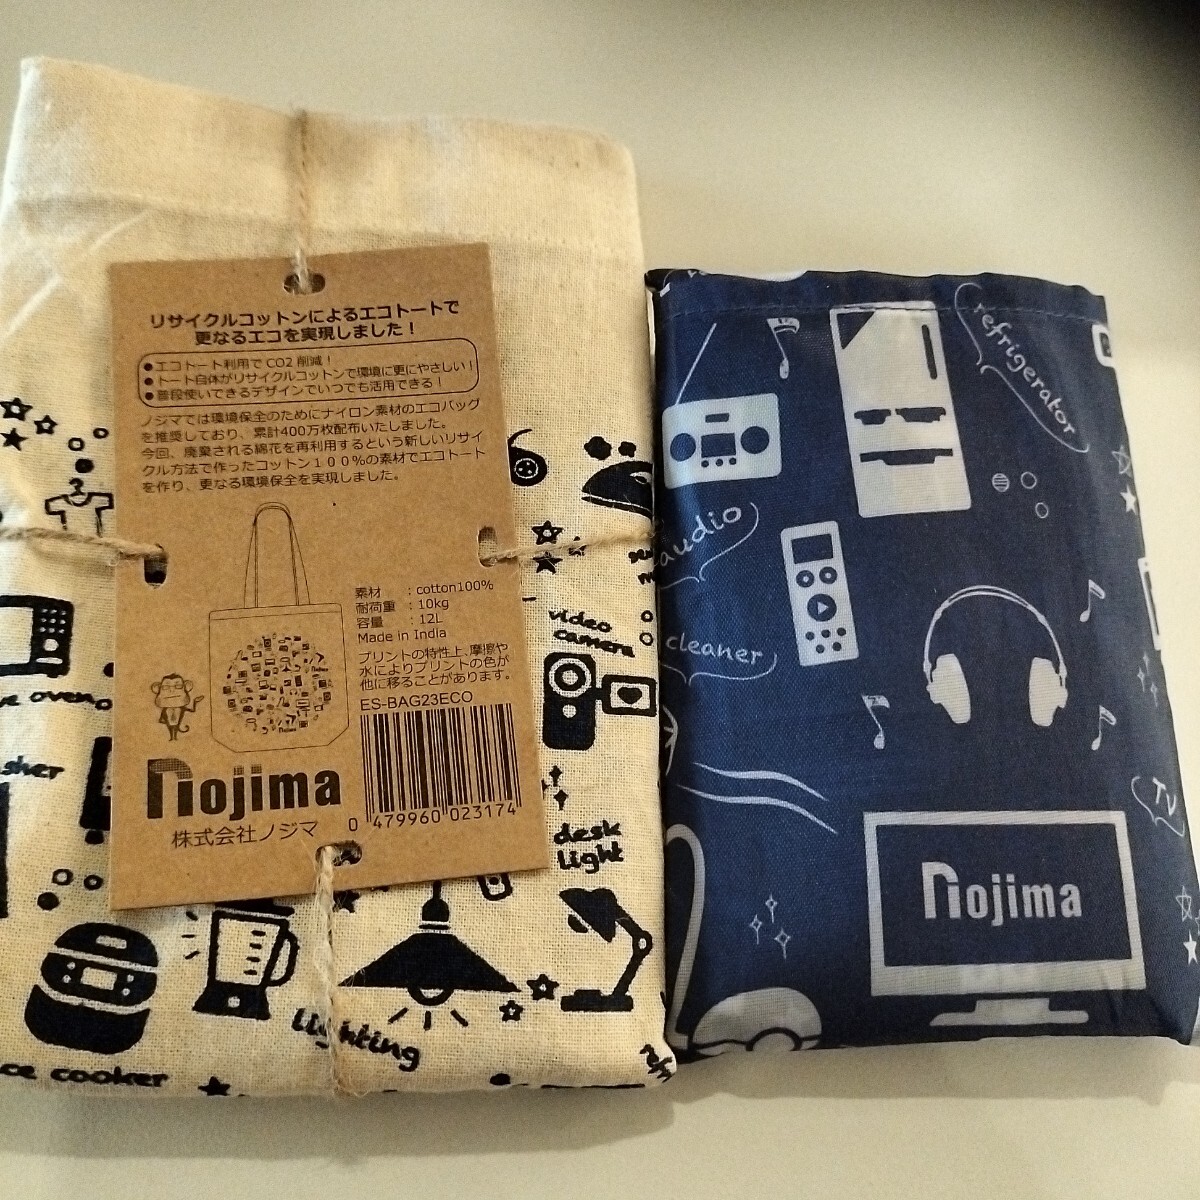 リサイクルコットンによるエコトートで
更なるエコを実現しました！
●エコトート利用でCO2削減！
●トート自体がリサイクルコットンで環境に更にやさしい！
●普段使いできるデザインでいつでも活用できる！
ノジマでは環境保全のためにナイロン素材のエコバッグ
を推奨しており、累計400万枚配布いたしました。
今回、廃棄される綿花を再利用するという新しいリサイ
クル方法で作ったコットン１００％の素材でエコトート
を作り、更なる環境保全を実現しました。
素材 : cotton100%
耐荷重 : 10kg
容量 : 12L
Made in India
プリントの特性上、摩擦や
水によりプリントの色が
他に移ることがあります。
ES-BAG23ECO
nojima
株式会社ノジマ
0 479960 023174
video
camera
desk
light
lighting
ce cooker
refrigerator
audio
cleaner
TV
nojima